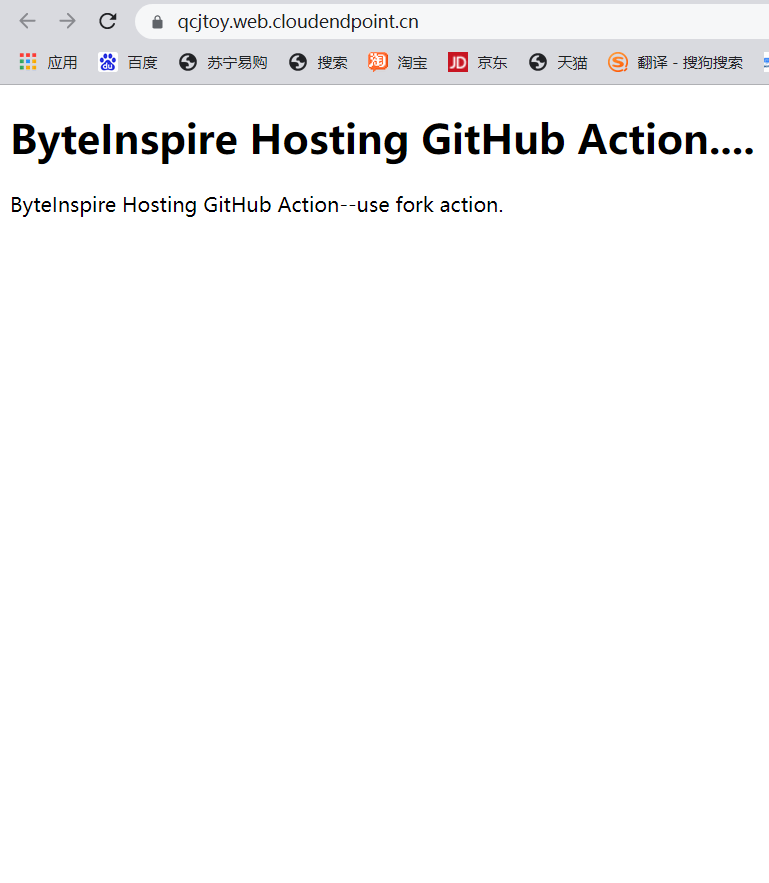 qcjtoy.web.cloudendpoint.cn
应用 百度 苏宁易购 搜索 淘宝 JD 京东 天猫 翻译 - 搜狗搜索
ByteInspire Hosting GitHub Action....
ByteInspire Hosting GitHub Action--use fork action.